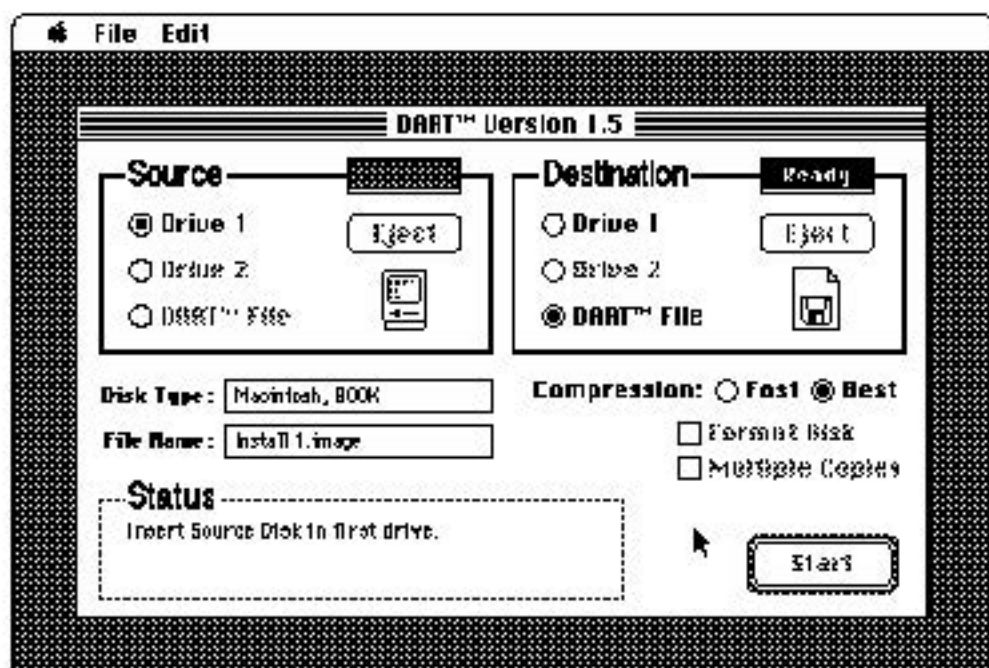 File Edit
DART™ Version 1.5
Source
Drive 1
Eject
Drive 2
DART™ File
Destination
Ready
Drive 1
Eject
Drive 2
DART™ File
Disk Type: Macintosh, 800K
File Name: Install 1.image
Compression: Fast Best
Format Disk
Multiple Copies
Status
Insert Source Disk in first drive.
Start